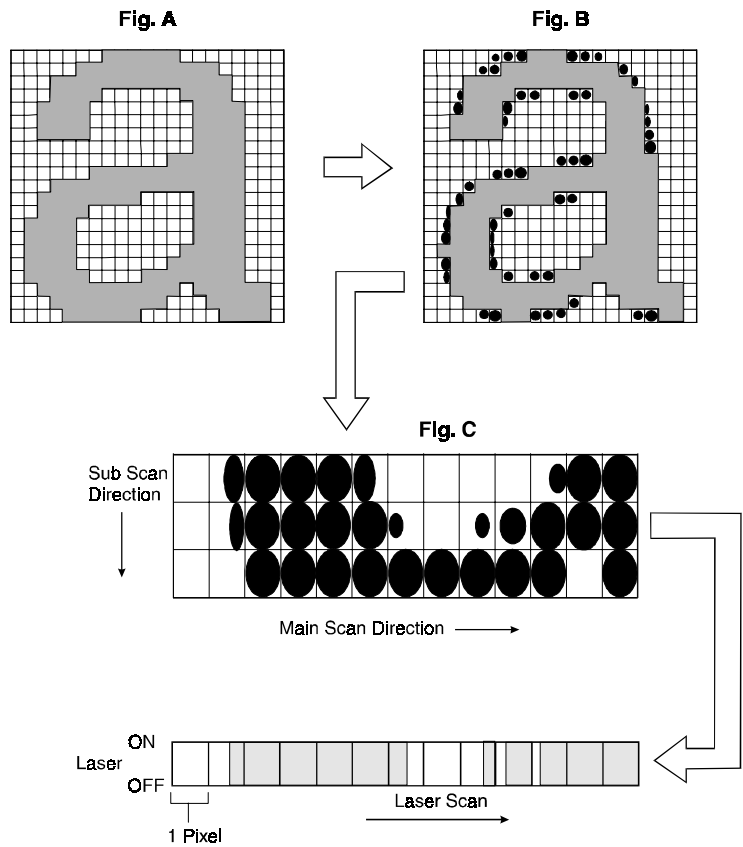 Fig. A
Fig. B
FIg. C
Sub Scan
Direction
Main Scan Direction
ON
Laser
OFF
Laser Scan
1 Pixel